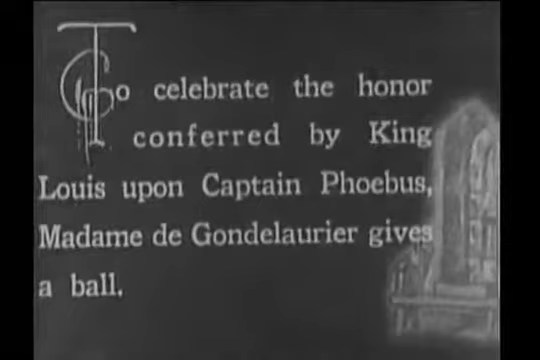 To celebrate the honor
conferred by King
Louis upon Captain Phoebus,
Madame de Gondelaurier gives
a ball.